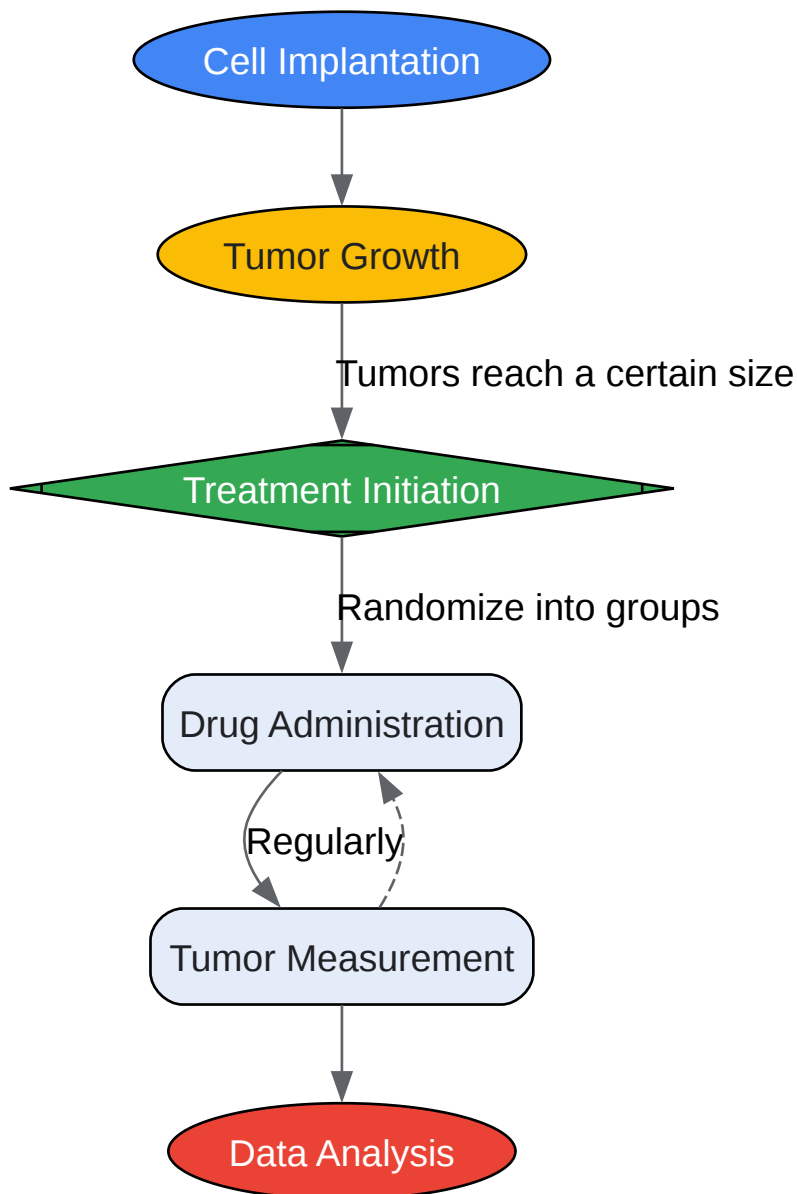 Cell Implantation
Tumor Growth
Tumors reach a certain size
Treatment Initiation
Randomize into groups
Drug Administration
Regularly
Tumor Measurement
Data Analysis